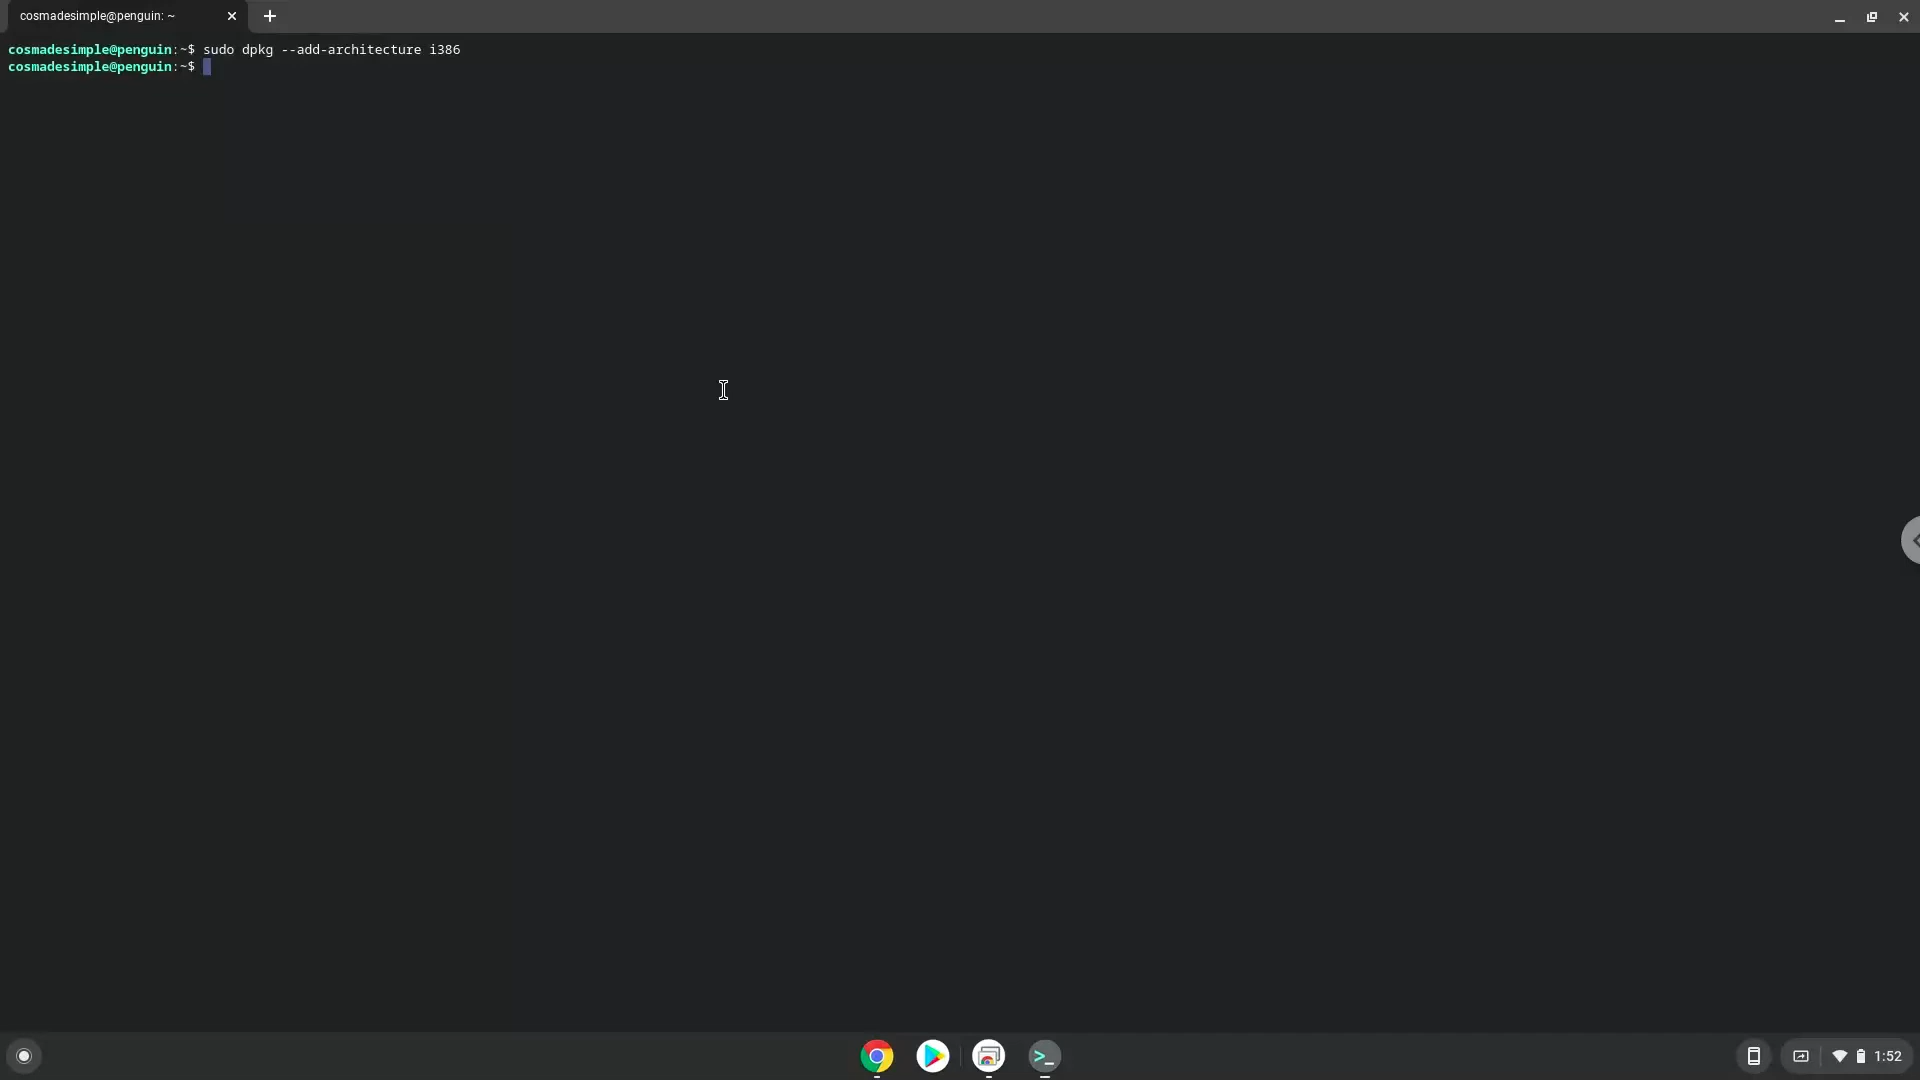 cosmadesimple@penguin: ~
cosmadesimple@penguin:~$ sudo dpkg --add-architecture i386
cosmadesimple@penguin:~$
1:52